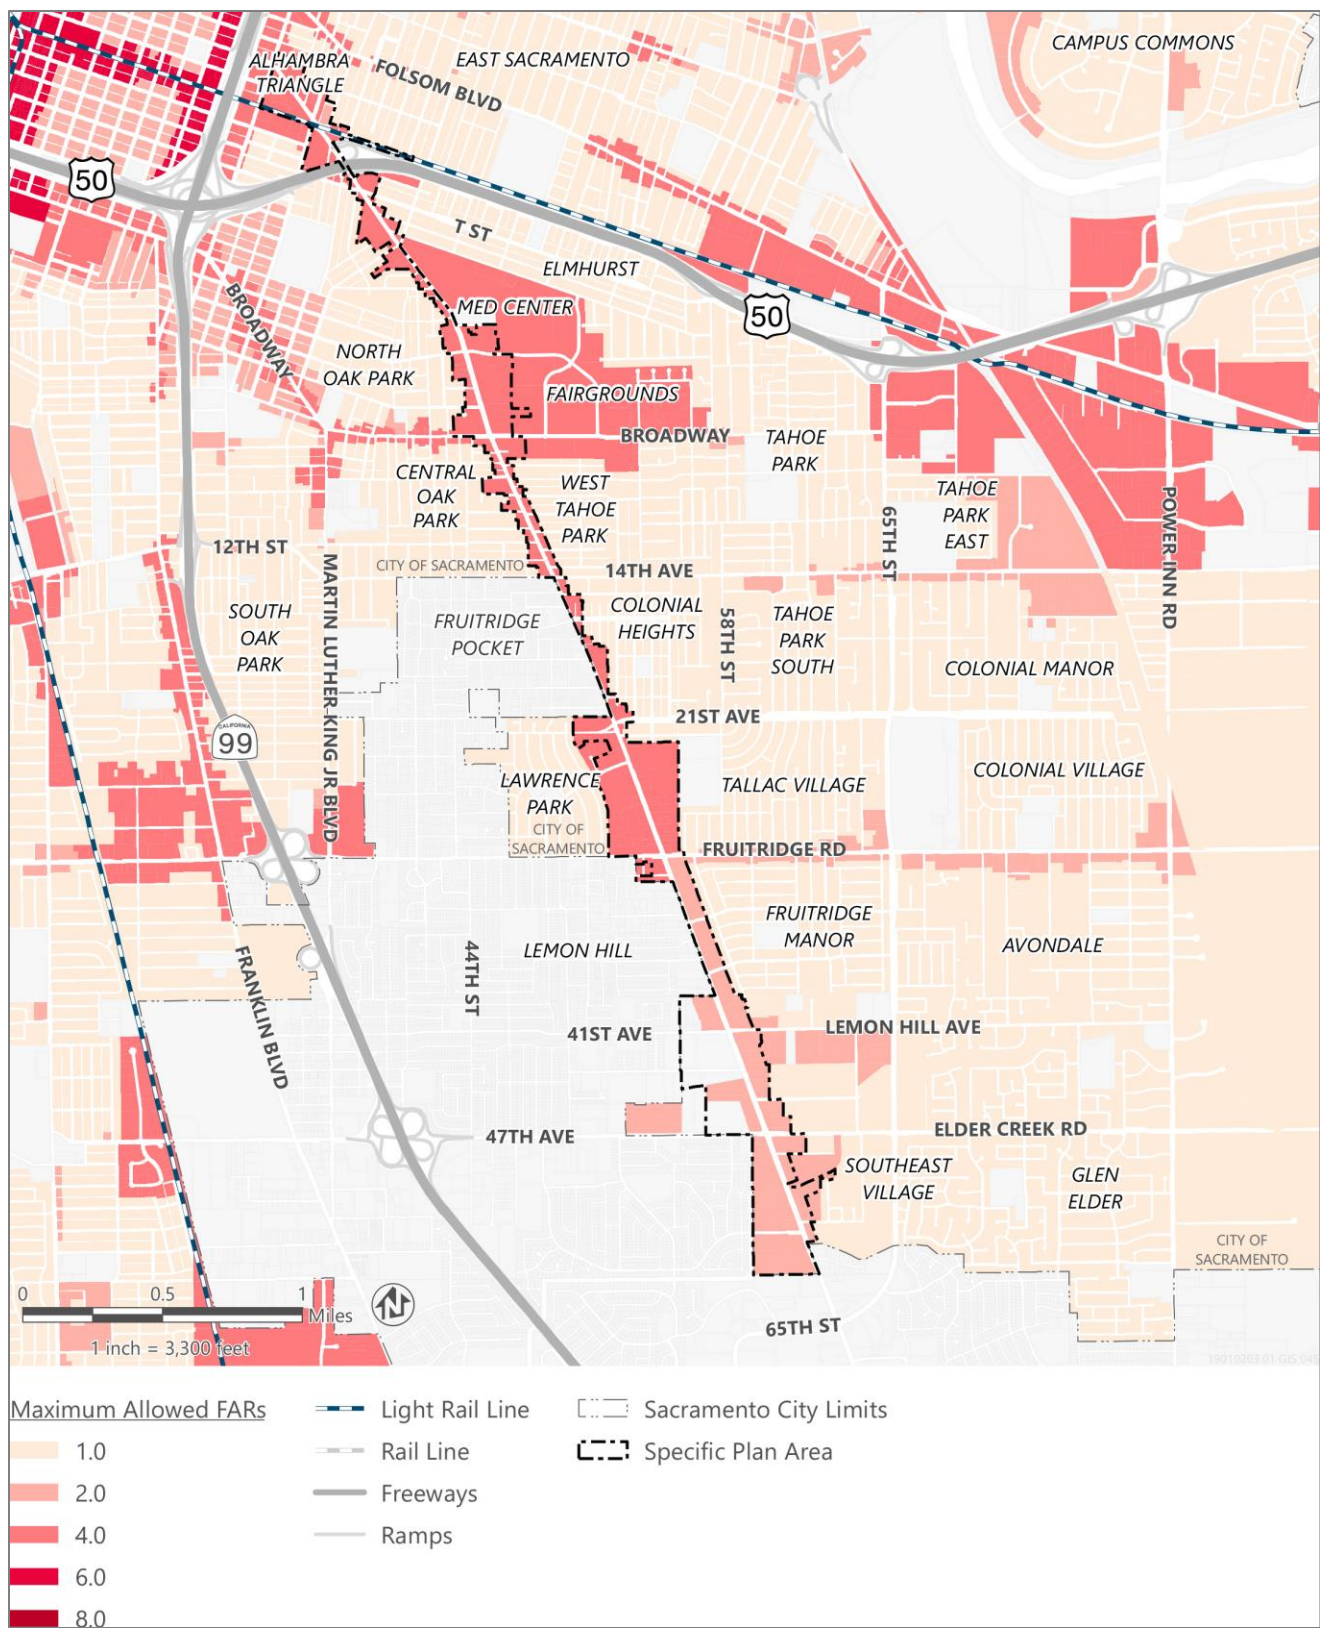 ALHAMBRA
TRIANGLE
FOLSOM BLVD
EAST SACRAMENTO
CAMPUS COMMONS
50
T ST
ELMHURST
MED CENTER
50
BROADWAY
NORTH
OAK PARK
FAIRGROUNDS
BROADWAY
TAHOE
PARK
CENTRAL
OAK
PARK
WEST
TAHOE
PARK
TAHOE
PARK
EAST
65TH ST
POWER INN RD
12TH ST
CITY OF SACRAMENTO
14TH AVE
MARTIN LUTHER KING JR BLVD
SOUTH
OAK
PARK
FRUITRIDGE
POCKET
COLONIAL
HEIGHTS
58TH ST
TAHOE
PARK
SOUTH
COLONIAL MANOR
21ST AVE
CALIFORNIA
99
LAWRENCE
PARK
CITY OF
SACRAMENTO
TALLAC VILLAGE
COLONIAL VILLAGE
FRUITRIDGE RD
FRUITRIDGE
MANOR
AVONDALE
LEMON HILL
44TH ST
FRANKLIN BLVD
41ST AVE
LEMON HILL AVE
47TH AVE
ELDER CREEK RD
SOUTHEAST
VILLAGE
GLEN
ELDER
CITY OF
SACRAMENTO
65TH ST
0 0.5 1
Miles
1 inch = 3,300 feet
N
Maximum Allowed FARs
1.0
2.0
4.0
6.0
8.0
Light Rail Line
Rail Line
Freeways
Ramps
Sacramento City Limits
Specific Plan Area